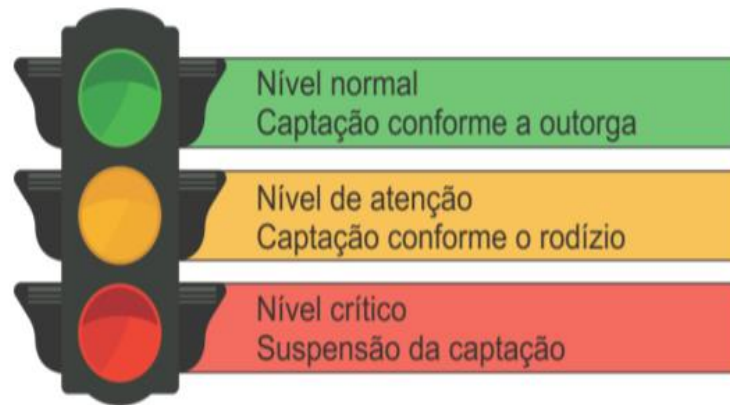 Nível normal
Captação conforme a outorga
Nível de atenção
Captação conforme o rodízio
Nível crítico
Suspensão da captação